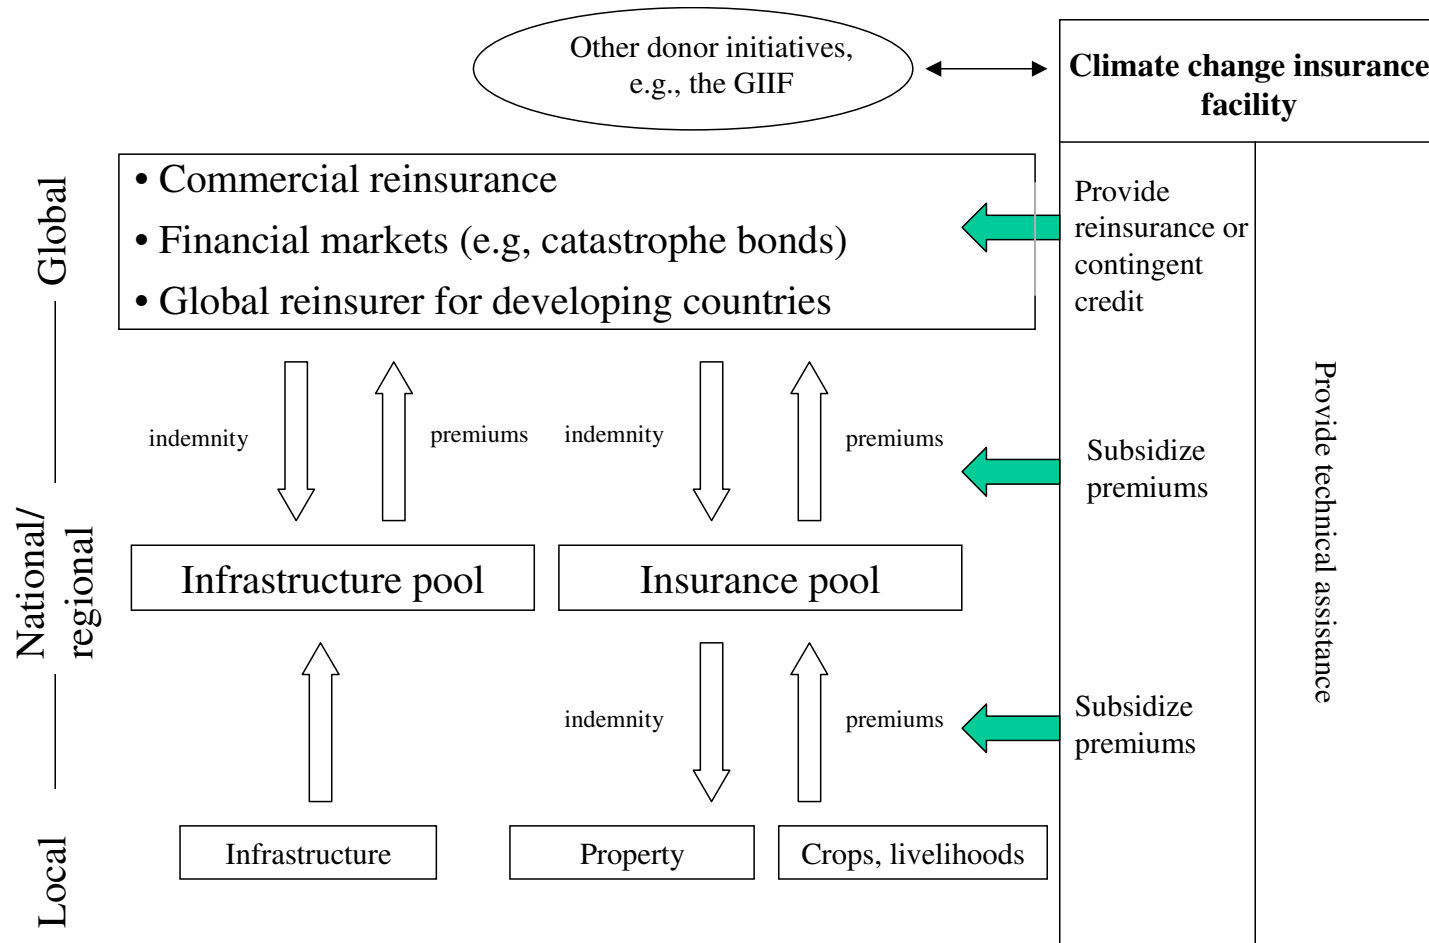 Other donor initiatives,
e.g., the GIIF
Climate change insurance
facility
Global
• Commercial reinsurance
• Financial markets (e.g, catastrophe bonds)
• Global reinsurer for developing countries
Provide
reinsurance or
contingent
credit
Provide technical assistance
indemnity
premiums
indemnity
premiums
Subsidize
premiums
National/
regional
Infrastructure pool
Insurance pool
indemnity
premiums
Subsidize
premiums
Local
Infrastructure
Property
Crops, livelihoods